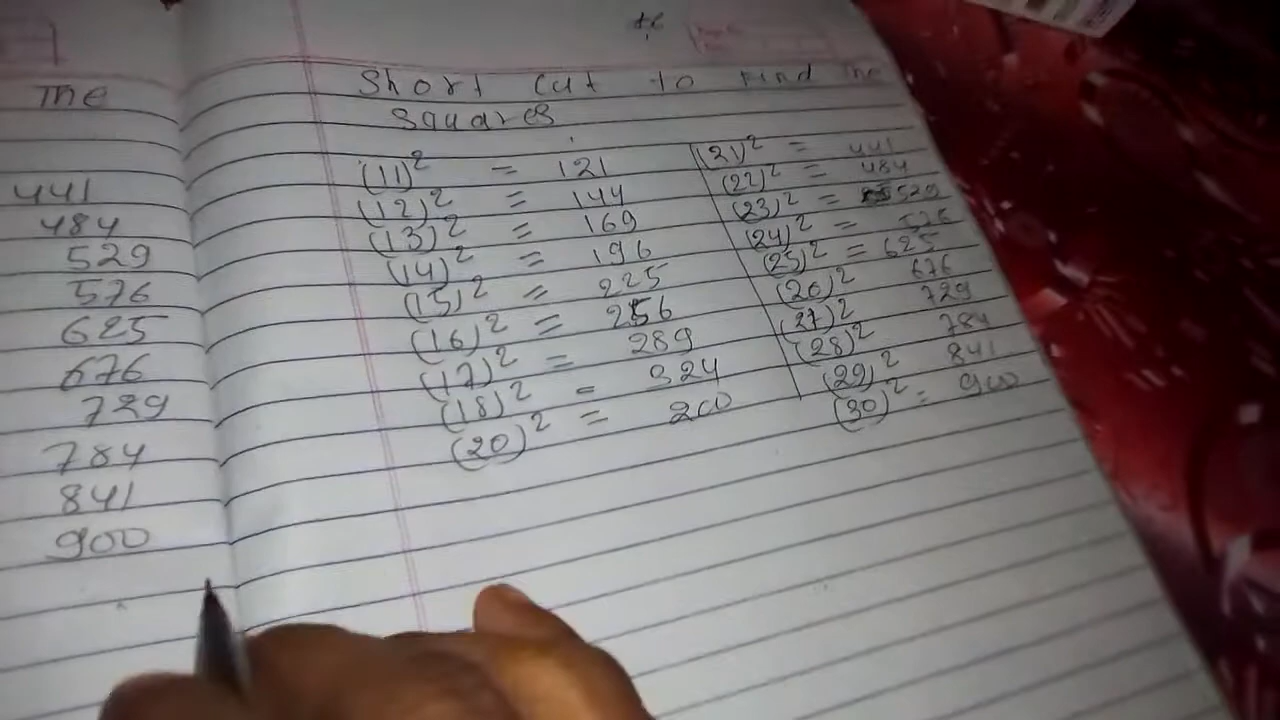 The
441
484
529
576
625
676
729
784
841
900
Short cut to Find The
Squares
(11)² = 121
(12)² = 144
(13)² = 169
(14)² = 196
(15)² = 225
(16)² = 256
(17)² = 289
(18)² = 324
(20)² = 200
(21)² = 441
(22)² = 484
(23)² = 529
(24)² = 576
(25)² = 625
(26)² 676
(27)² 729
(28)² 784
(29)² 841
(30)² = 900